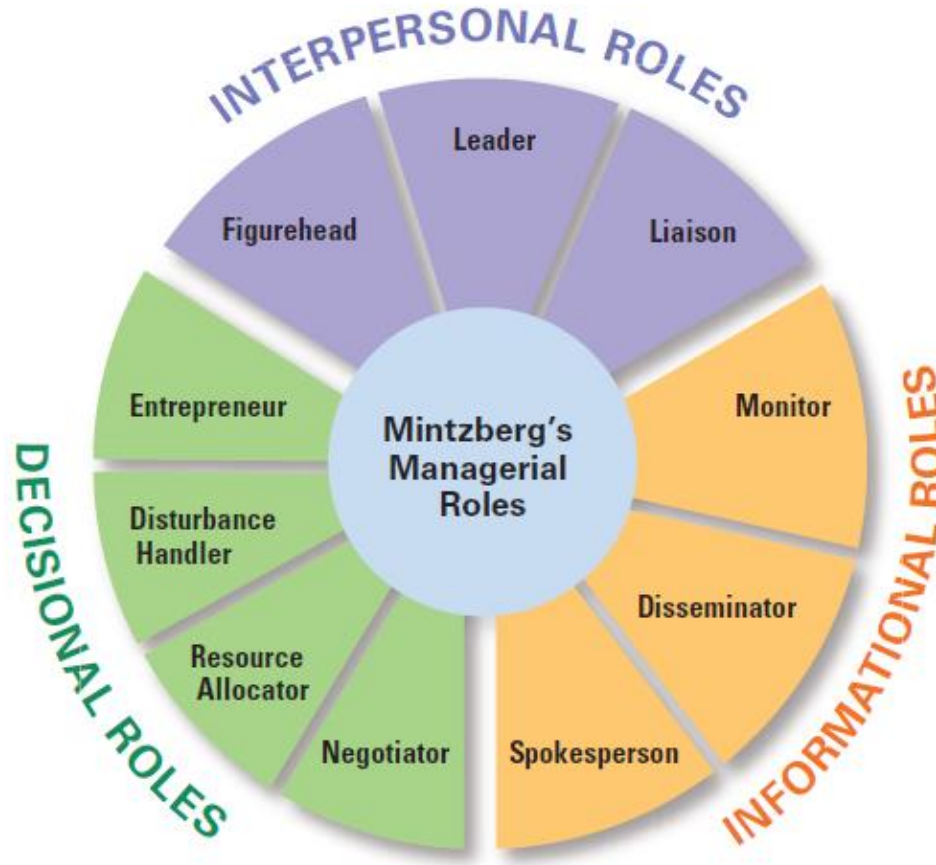 INTERPERSONAL ROLES
Leader
Figurehead
Liaison
Entrepreneur
Mintzberg's
Managerial
Roles
Monitor
Disturbance
Handler
Disseminator
Resource
Allocator
Negotiator
Spokesperson
DECISIONAL ROLES
INFORMATIONAL ROLES